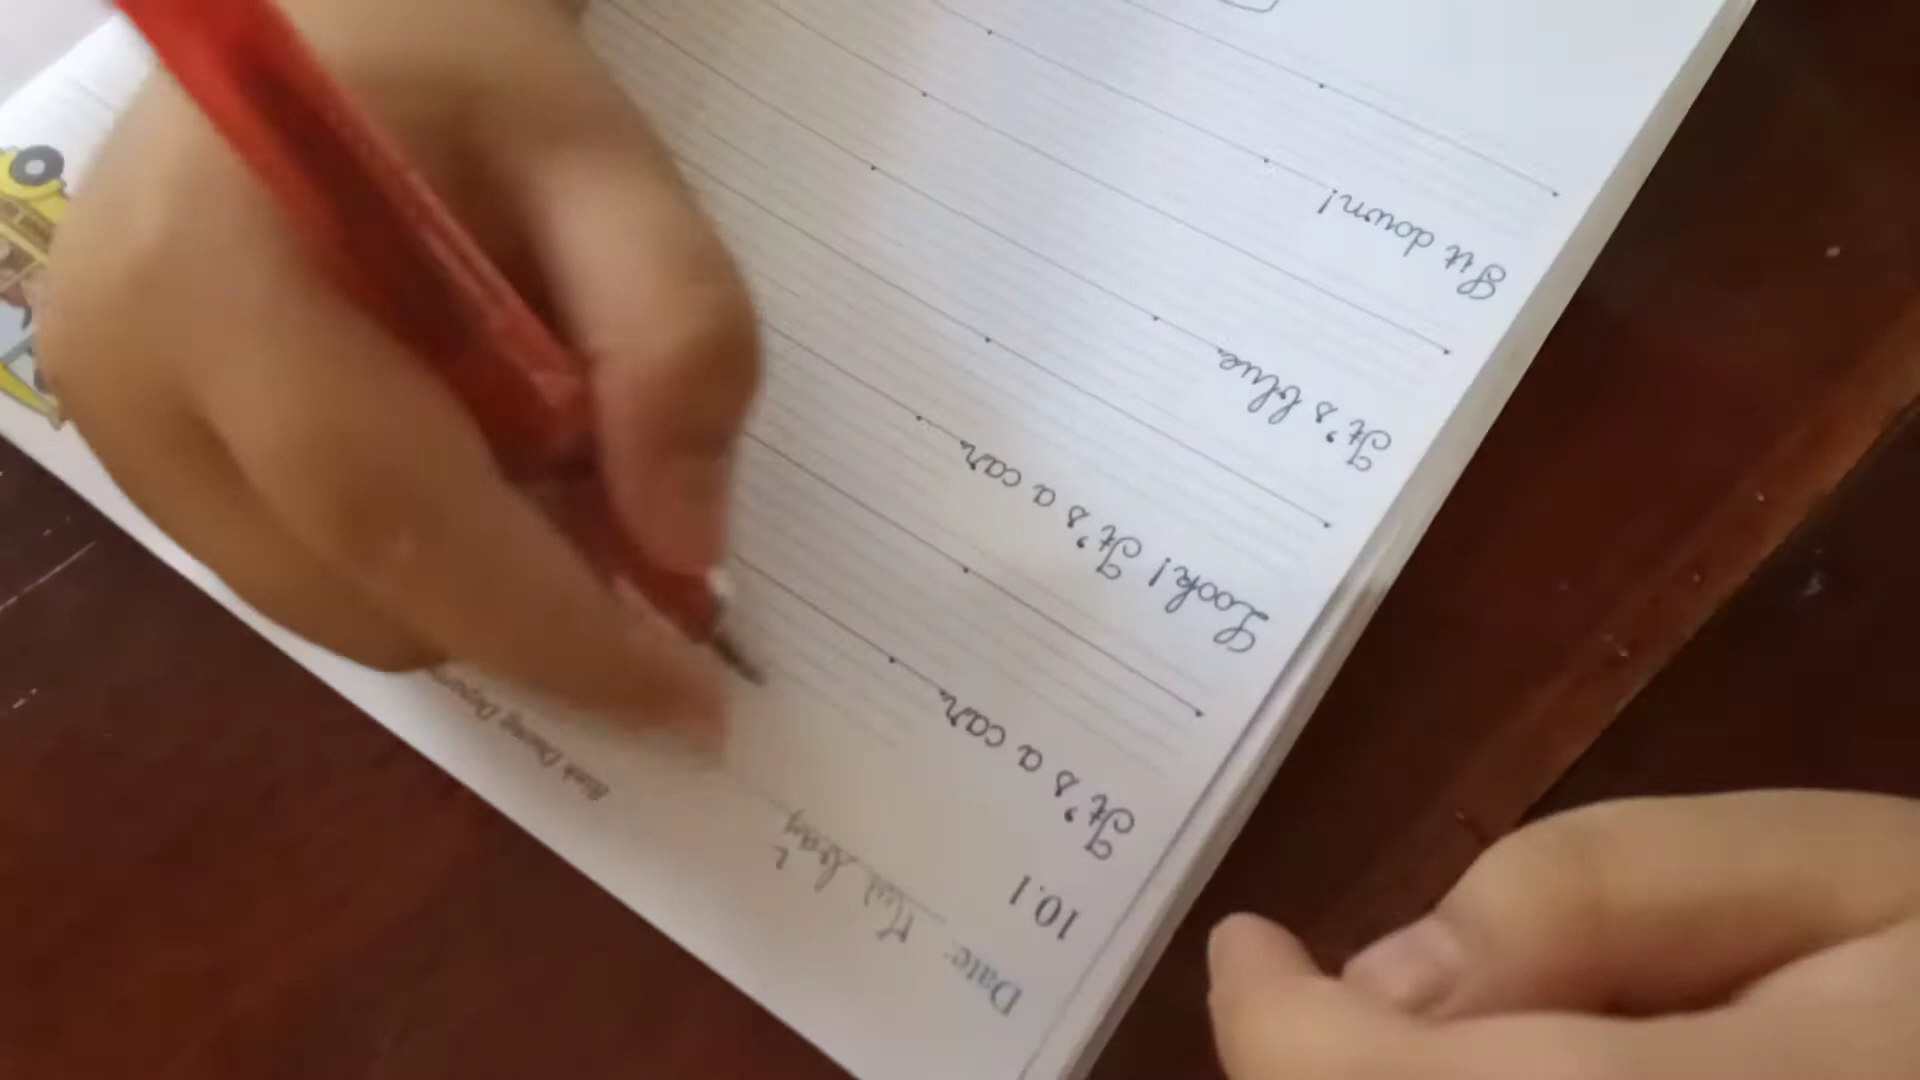 Date:
10.1
It's a car.
Look! It's a car.
It's blue.
Sit down!